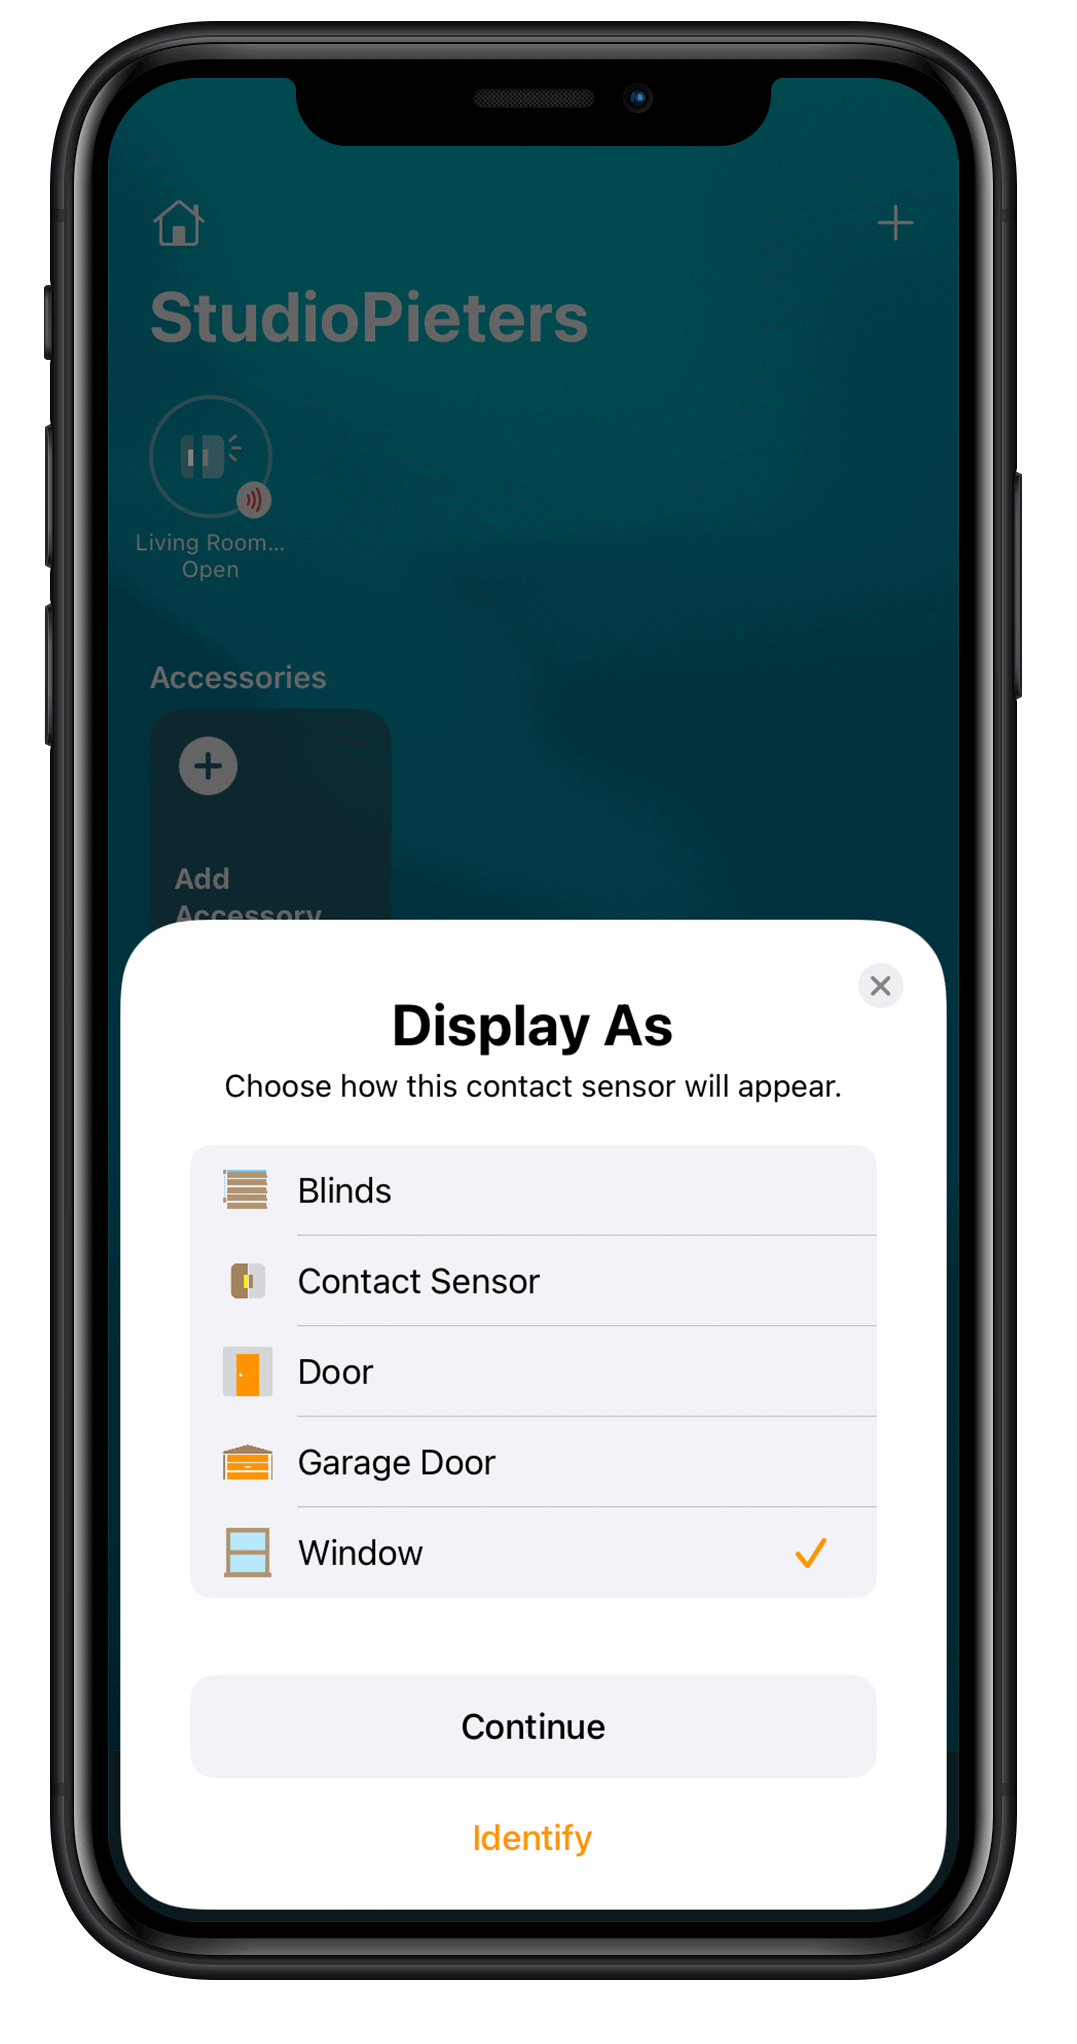 StudioPieters
Living Room...
Open
Accessories
Add
Accessory
Display As
Choose how this contact sensor will appear.
Blinds
Contact Sensor
Door
Garage Door
Window
Continue
Identify